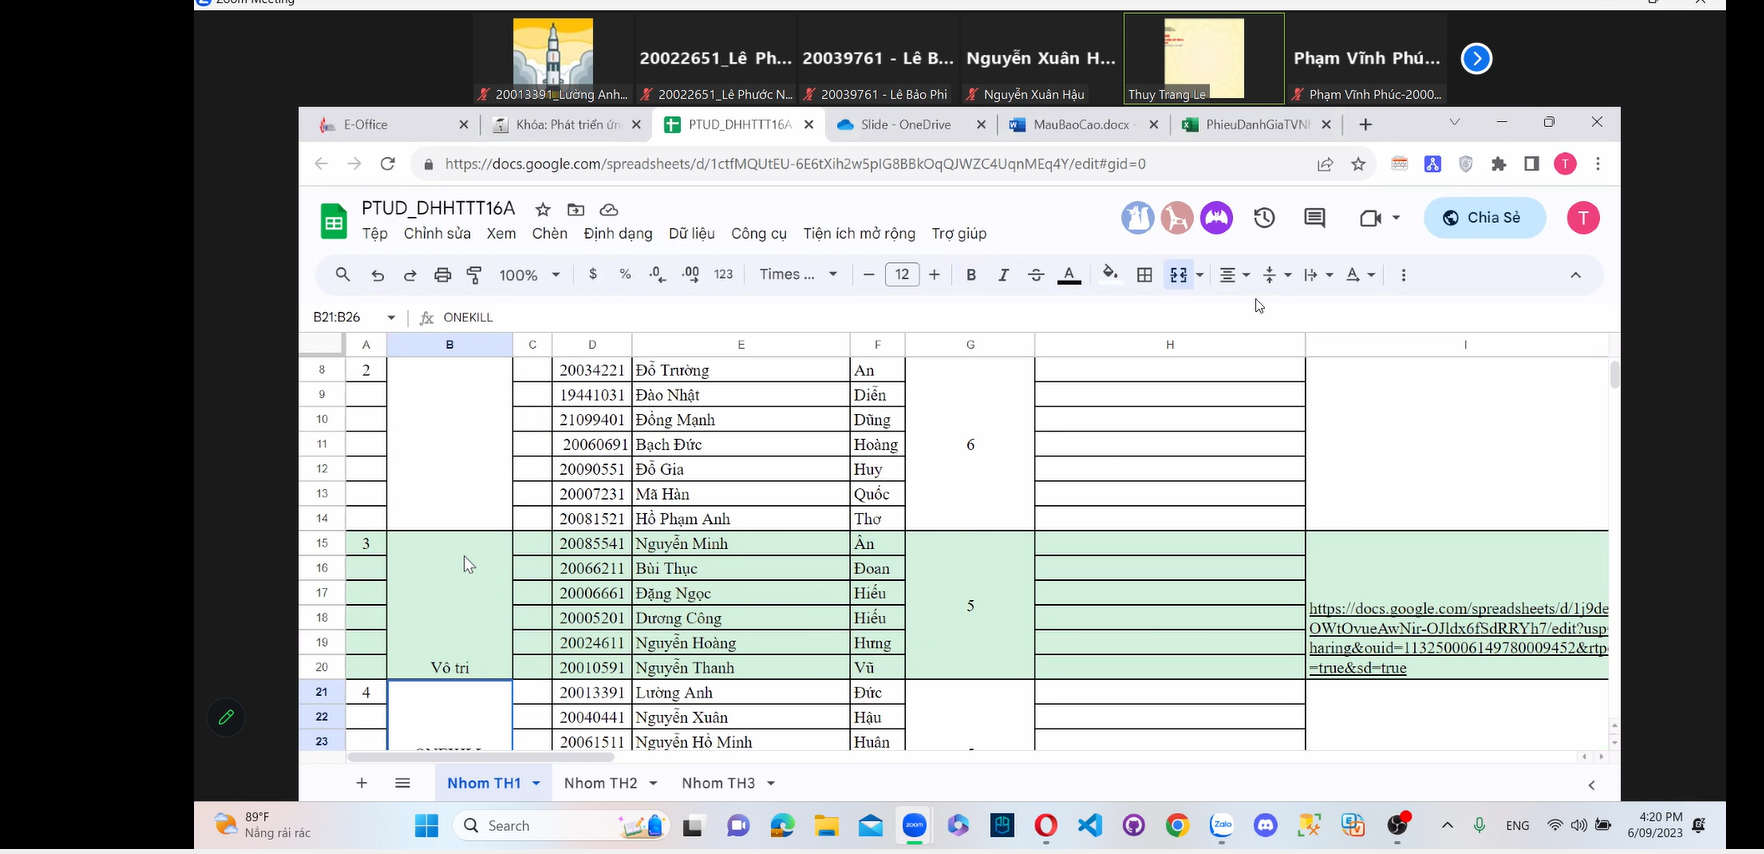 Zoom Meeting
20022651_Lê Ph... 20039761 - Lê B... Nguyễn Xuân H... Phạm Vĩnh Phú...
20013391_Lường Anh... 20022651_Lê Phước N... 20039761 - Lê Bảo Phi Nguyễn Xuân Hậu Thuy Trang Le Phạm Vĩnh Phúc-2000...
E-Office Khóa: Phát triển ứn PTUD_DHHTTT16A Slide - OneDrive MauBaoCao.docx - PhieuDanhGiaTVNh
https://docs.google.com/spreadsheets/d/1ctfMQUtEU-6E6tXih2w5pIG8BBkOqQJWZC4UqnMEq4Y/edit#gid=0
PTUD_DHHTTT16A
Tệp Chỉnh sửa Xem Chèn Định dạng Dữ liệu Công cụ Tiện ích mở rộng Trợ giúp
Chia Sẻ
T
100% $ % .0 .00 123 Times ... 12 B I S A
B21:B26 fx ONEKILL
A B C D E F G H I
8 2 20034221 Đỗ Trường An
9 19441031 Đào Nhật Diễn
10 21099401 Đồng Mạnh Dũng
11 20060691 Bạch Đức Hoàng 6
12 20090551 Đỗ Gia Huy
13 20007231 Mã Hàn Quốc
14 20081521 Hồ Phạm Anh Thơ
15 3 20085541 Nguyễn Minh Ân
16 20066211 Bùi Thục Đoan
17 20006661 Đặng Ngọc Hiếu 5
18 20005201 Dương Công Hiếu https://docs.google.com/spreadsheets/d/1j9de
19 20024611 Nguyễn Hoàng Hưng OWtOvueAwNir-OJldx6fSdRRYh7/edit?usp
haring&ouid=113250006149780009452&rtp
20 Vô tri 20010591 Nguyễn Thanh Vũ =true&sd=true
21 4 20013391 Lường Anh Đức
22 20040441 Nguyễn Xuân Hậu
23 20061511 Nguyễn Hồ Minh Huân
Nhom TH1 Nhom TH2 Nhom TH3
89°F
Nắng rải rác
Search
zoom
Zalo
ENG
4:20 PM
6/09/2023